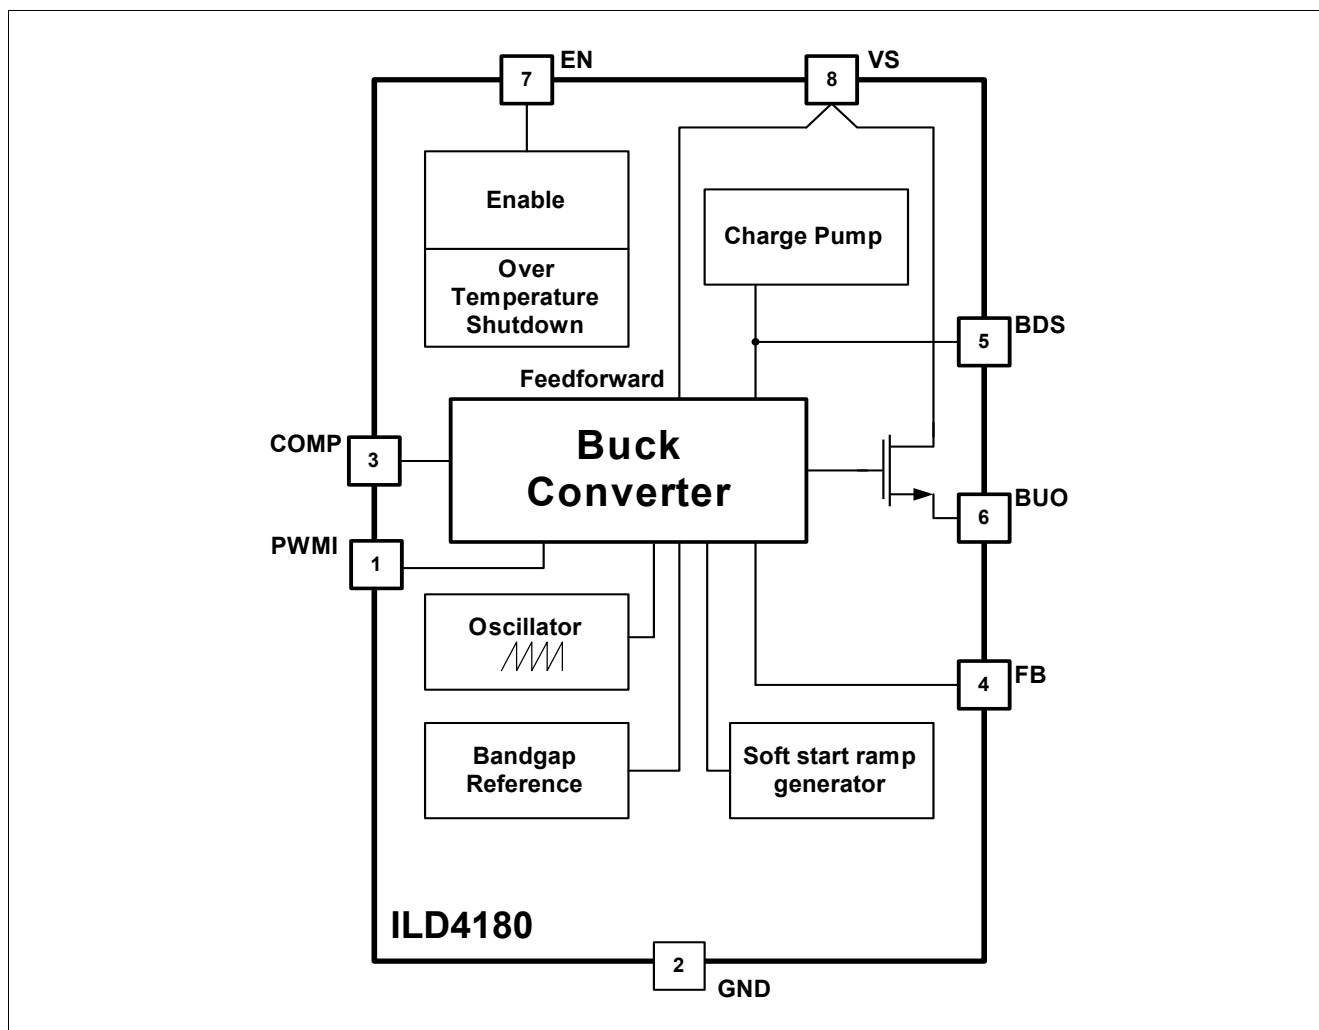 EN
7
VS
8
Enable
Over
Temperature
Shutdown
Charge Pump
BDS
5
Feedforward
COMP
3
Buck
Converter
BUO
6
PWMI
1
Oscillator
FB
4
Bandgap
Reference
Soft start ramp
generator
ILD4180
2
GND